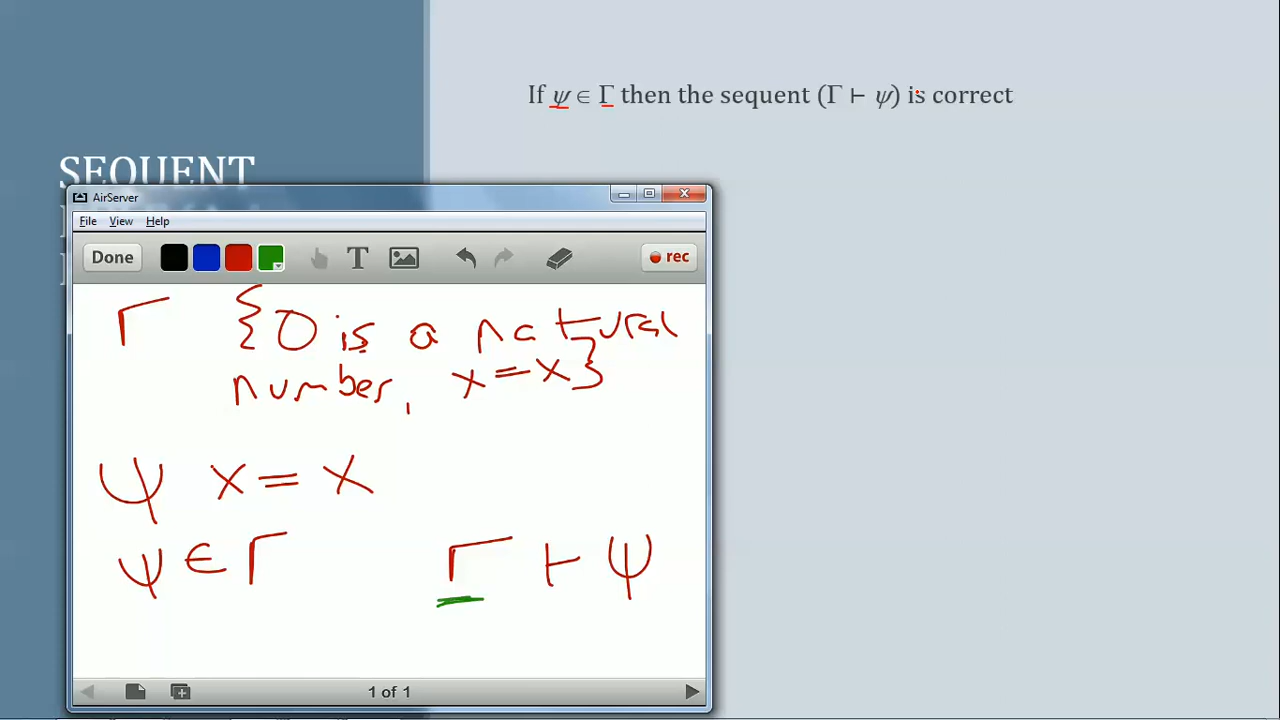 If ψ ∈ Γ then the sequent (Γ ⊢ ψ) is correct
SEQUENT
AirServer
File View Help
Done T rec
Γ {0 is a natural
number, x = x}
ψ x = x
ψ ∈ Γ Γ ⊢ ψ
1 of 1